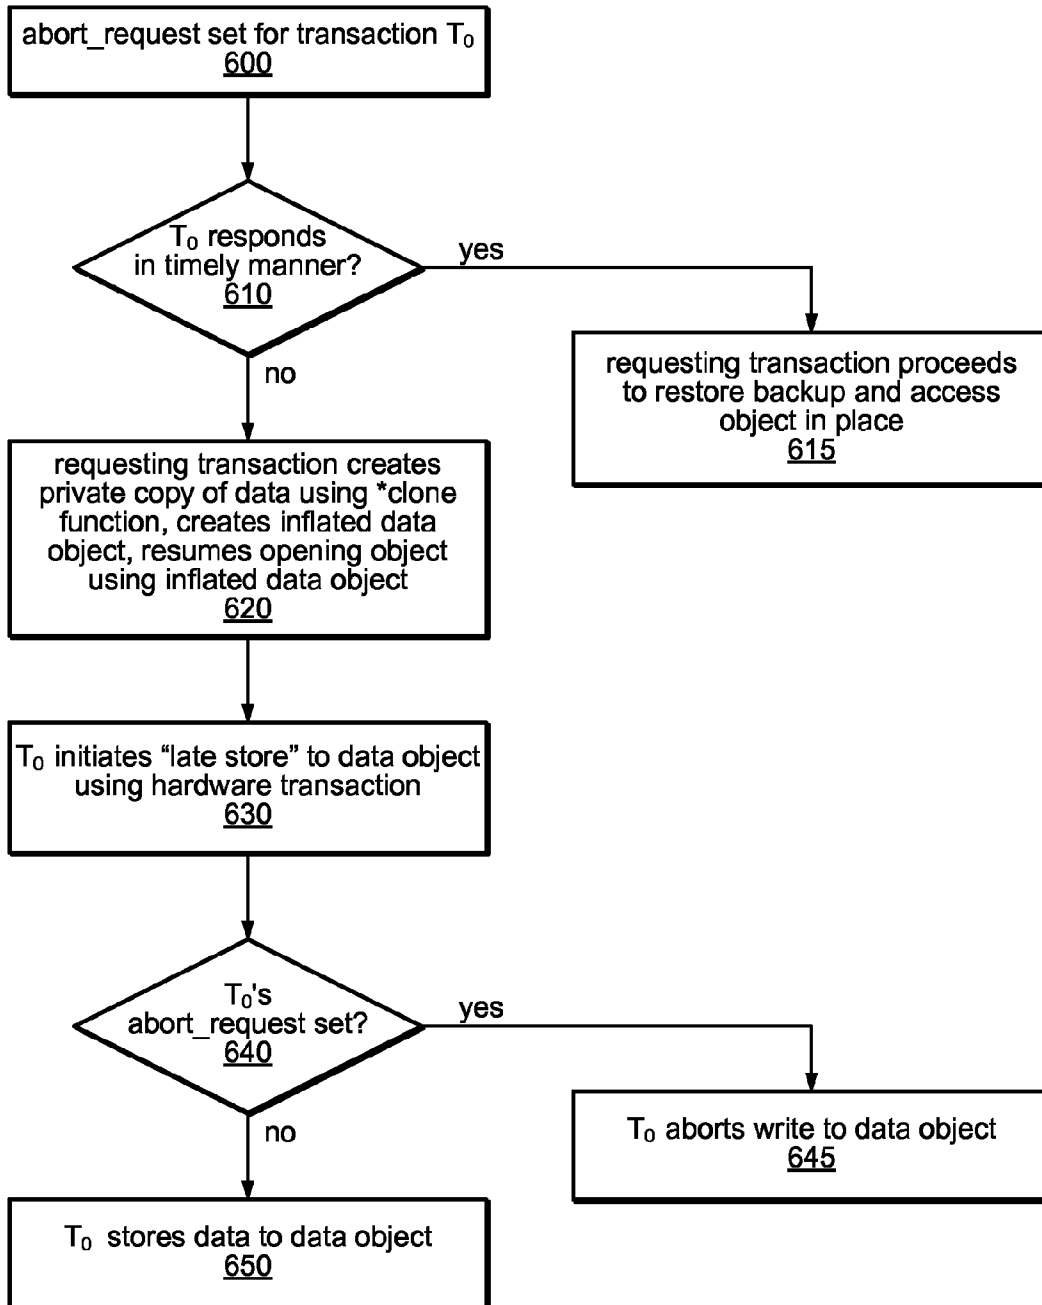 abort_request set for transaction T₀
600
T₀ responds
in timely manner?
610
yes
no
requesting transaction proceeds
to restore backup and access
object in place
615
requesting transaction creates
private copy of data using *clone
function, creates inflated data
object, resumes opening object
using inflated data object
620
T₀ initiates “late store” to data object
using hardware transaction
630
T₀'s
abort_request set?
640
yes
no
T₀ aborts write to data object
645
T₀ stores data to data object
650